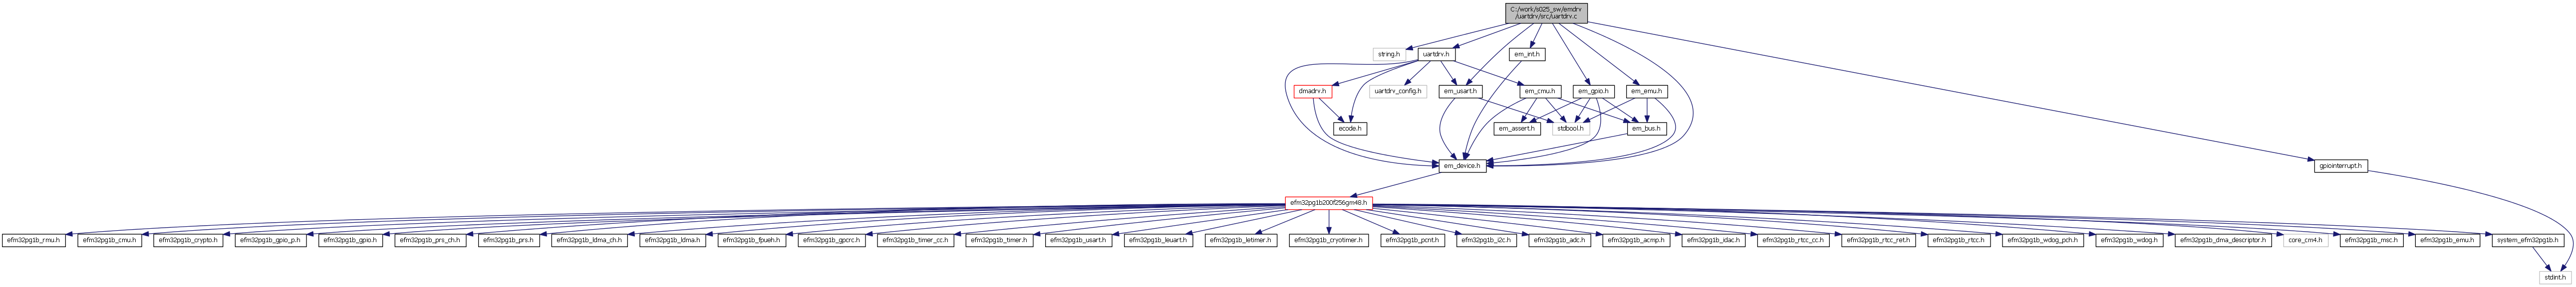 C:/work/s025_sw/emdrv
/uartdrv/src/uartdrv.c
string.h
uartdrv.h
em_int.h
dmadrv.h
uartdrv_config.h
em_usart.h
em_cmu.h
em_gpio.h
em_emu.h
ecode.h
em_assert.h
stdbool.h
em_bus.h
em_device.h
gpiointerrupt.h
efm32pg1b200f256gm48.h
efm32pg1b_rmu.h
efm32pg1b_cmu.h
efm32pg1b_crypto.h
efm32pg1b_gpio_p.h
efm32pg1b_gpio.h
efm32pg1b_prs_ch.h
efm32pg1b_prs.h
efm32pg1b_ldma_ch.h
efm32pg1b_ldma.h
efm32pg1b_fpueh.h
efm32pg1b_gpcrc.h
efm32pg1b_timer_cc.h
efm32pg1b_timer.h
efm32pg1b_usart.h
efm32pg1b_leuart.h
efm32pg1b_letimer.h
efm32pg1b_cryotimer.h
efm32pg1b_pcnt.h
efm32pg1b_i2c.h
efm32pg1b_adc.h
efm32pg1b_acmp.h
efm32pg1b_idac.h
efm32pg1b_rtcc_cc.h
efm32pg1b_rtcc_ret.h
efm32pg1b_rtcc.h
efm32pg1b_wdog_pch.h
efm32pg1b_wdog.h
efm32pg1b_dma_descriptor.h
core_cm4.h
efm32pg1b_msc.h
efm32pg1b_emu.h
system_efm32pg1b.h
stdint.h